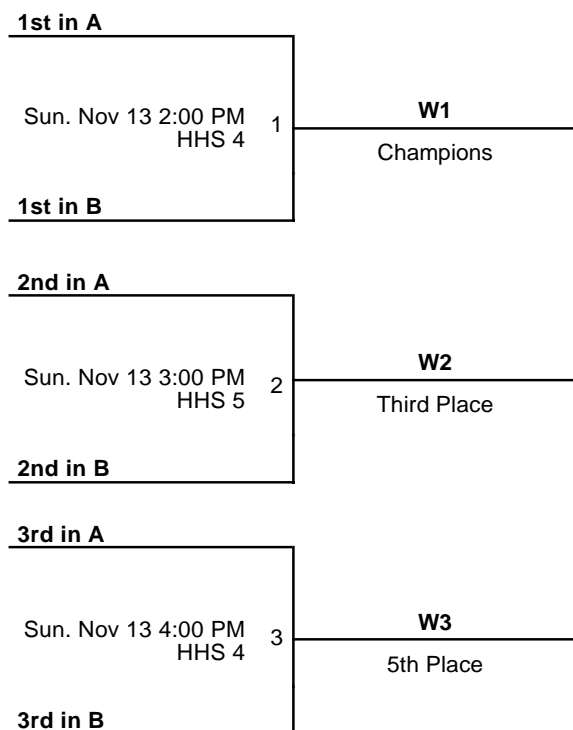 1st in A
Sun. Nov 13 2:00 PM
HHS 4
1
W1
Champions
1st in B
2nd in A
Sun. Nov 13 3:00 PM
HHS 5
2
W2
Third Place
2nd in B
3rd in A
Sun. Nov 13 4:00 PM
HHS 4
3
W3
5th Place
3rd in B